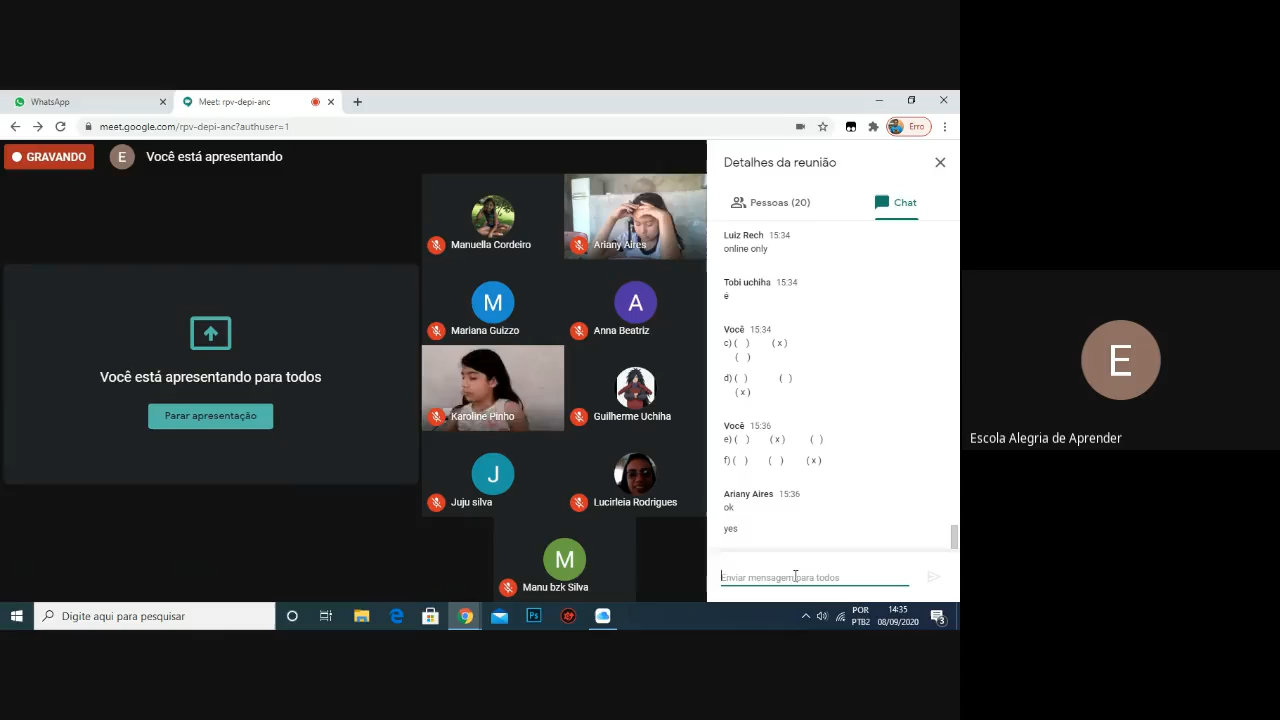 WhatsApp
Meet: rpv-depi-anc
meet.google.com/rpv-depi-anc?authuser=1
Erro
GRAVANDO
E
Você está apresentando
Você está apresentando para todos
Parar apresentação
Manuella Cordeiro
Ariany Aires
M
Mariana Guizzo
A
Anna Beatriz
Karoline Pinho
Guilherme Uchiha
J
Juju silva
Lucirleia Rodrigues
M
Manu bzk Silva
Detalhes da reunião
Pessoas (20)
Chat
Luiz Rech 15:34
online only
Tobi uchiha 15:34
é
Você 15:34
c) ( ) ( x )
( )
d) ( ) ( )
( x )
Você 15:36
e) ( ) ( x ) ( )
f) ( ) ( ) ( x )
Ariany Aires 15:36
ok
yes
Enviar mensagem para todos
E
Escola Alegria de Aprender
Digite aqui para pesquisar
Ps
POR
PTB2
14:35
08/09/2020
3